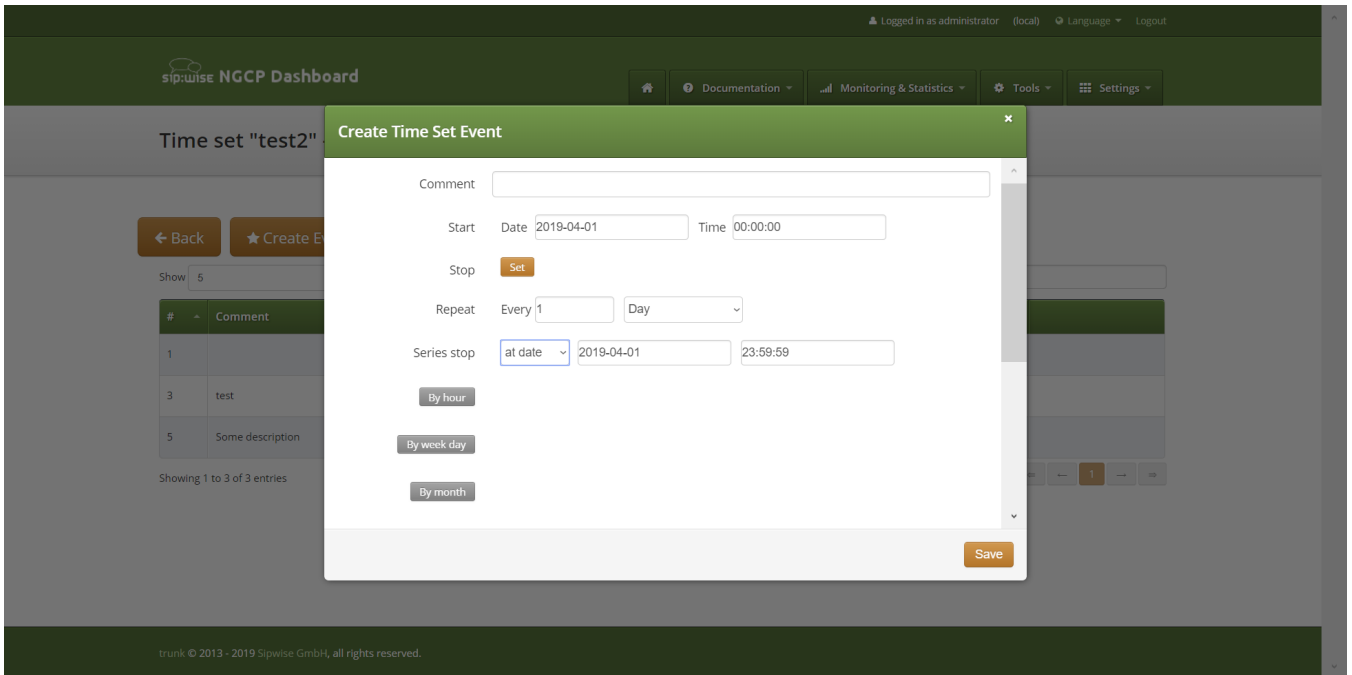 Logged in as administrator (local) Language Logout
sip:wise NGCP Dashboard
Documentation Monitoring & Statistics Tools Settings
Time set "test2"
Create Time Set Event
Comment
Start Date 2019-04-01 Time 00:00:00
Back Create Ev
Stop Set
Show 5
Repeat Every 1 Day
# Comment
Series stop at date 2019-04-01 23:59:59
1
3 test
By hour
5 Some description
By week day
Showing 1 to 3 of 3 entries
1
By month
Save
trunk © 2013 - 2019 Sipwise GmbH, all rights reserved.